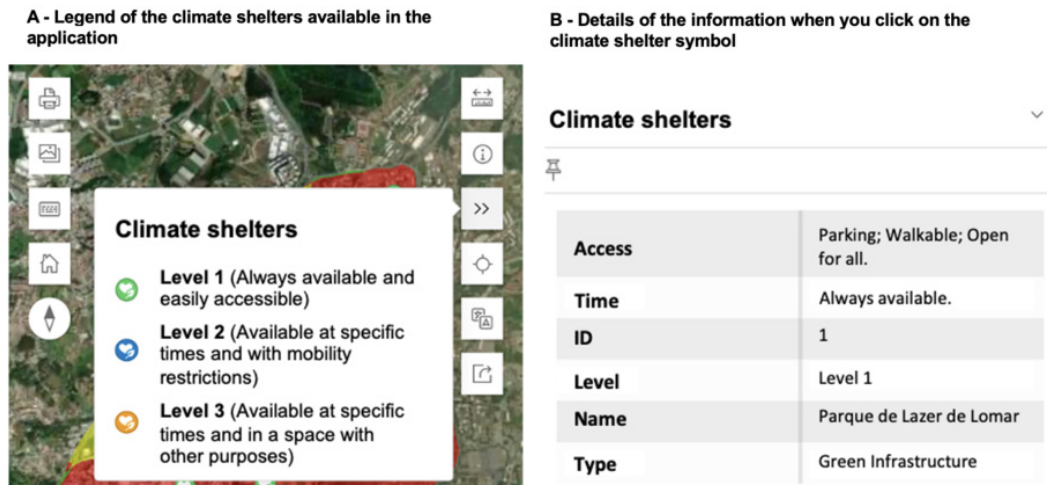 A - Legend of the climate shelters available in the
application
B - Details of the information when you click on the
climate shelter symbol
Climate shelters
Level 1 (Always available and
easily accessible)
Level 2 (Available at specific
times and with mobility
restrictions)
Level 3 (Available at specific
times and in a space with
other purposes)
Climate shelters
Access
Parking; Walkable; Open
for all.
Time
Always available.
ID
1
Level
Level 1
Name
Parque de Lazer de Lomar
Type
Green Infrastructure